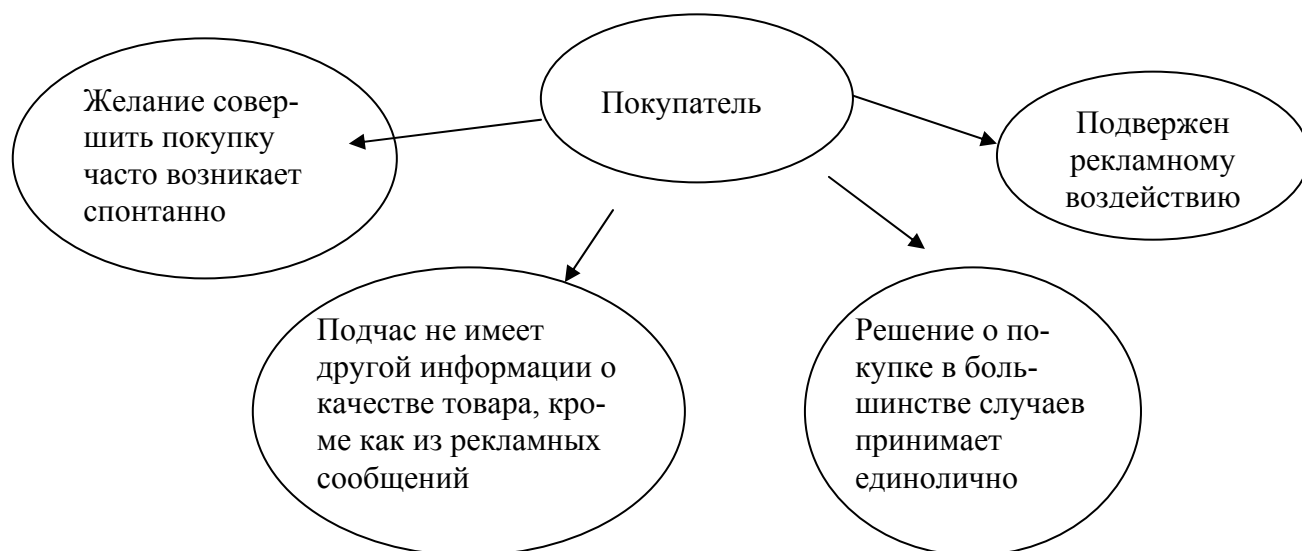 Покупатель
Желание совер-
шить покупку
часто возникает
спонтанно
Подвержен
рекламному
воздействию
Подчас не имеет
другой информации о
качестве товара, кро-
ме как из рекламных
сообщений
Решение о по-
купке в боль-
шинстве случаев
принимает
единолично